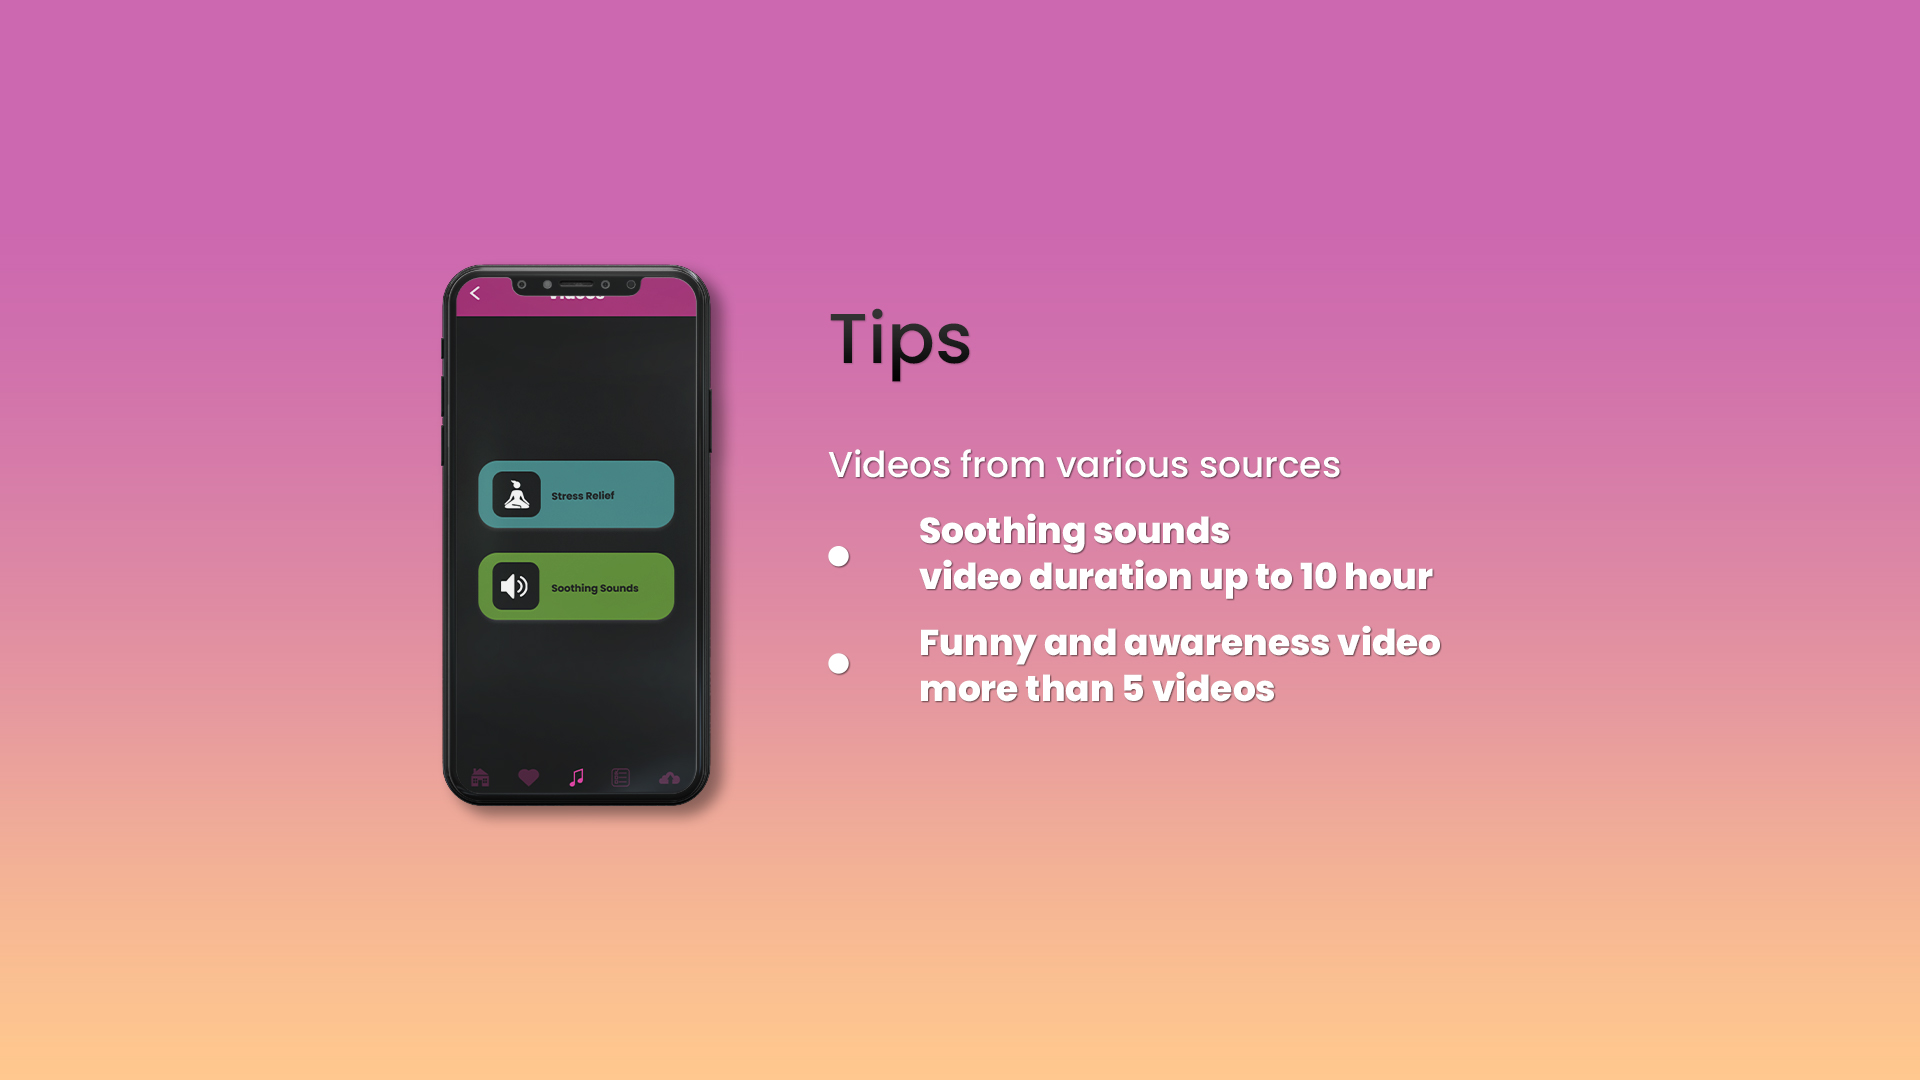 Videos
Stress Relief
Soothing Sounds
Tips
Videos from various sources
Soothing sounds
video duration up to 10 hour
Funny and awareness video
more than 5 videos